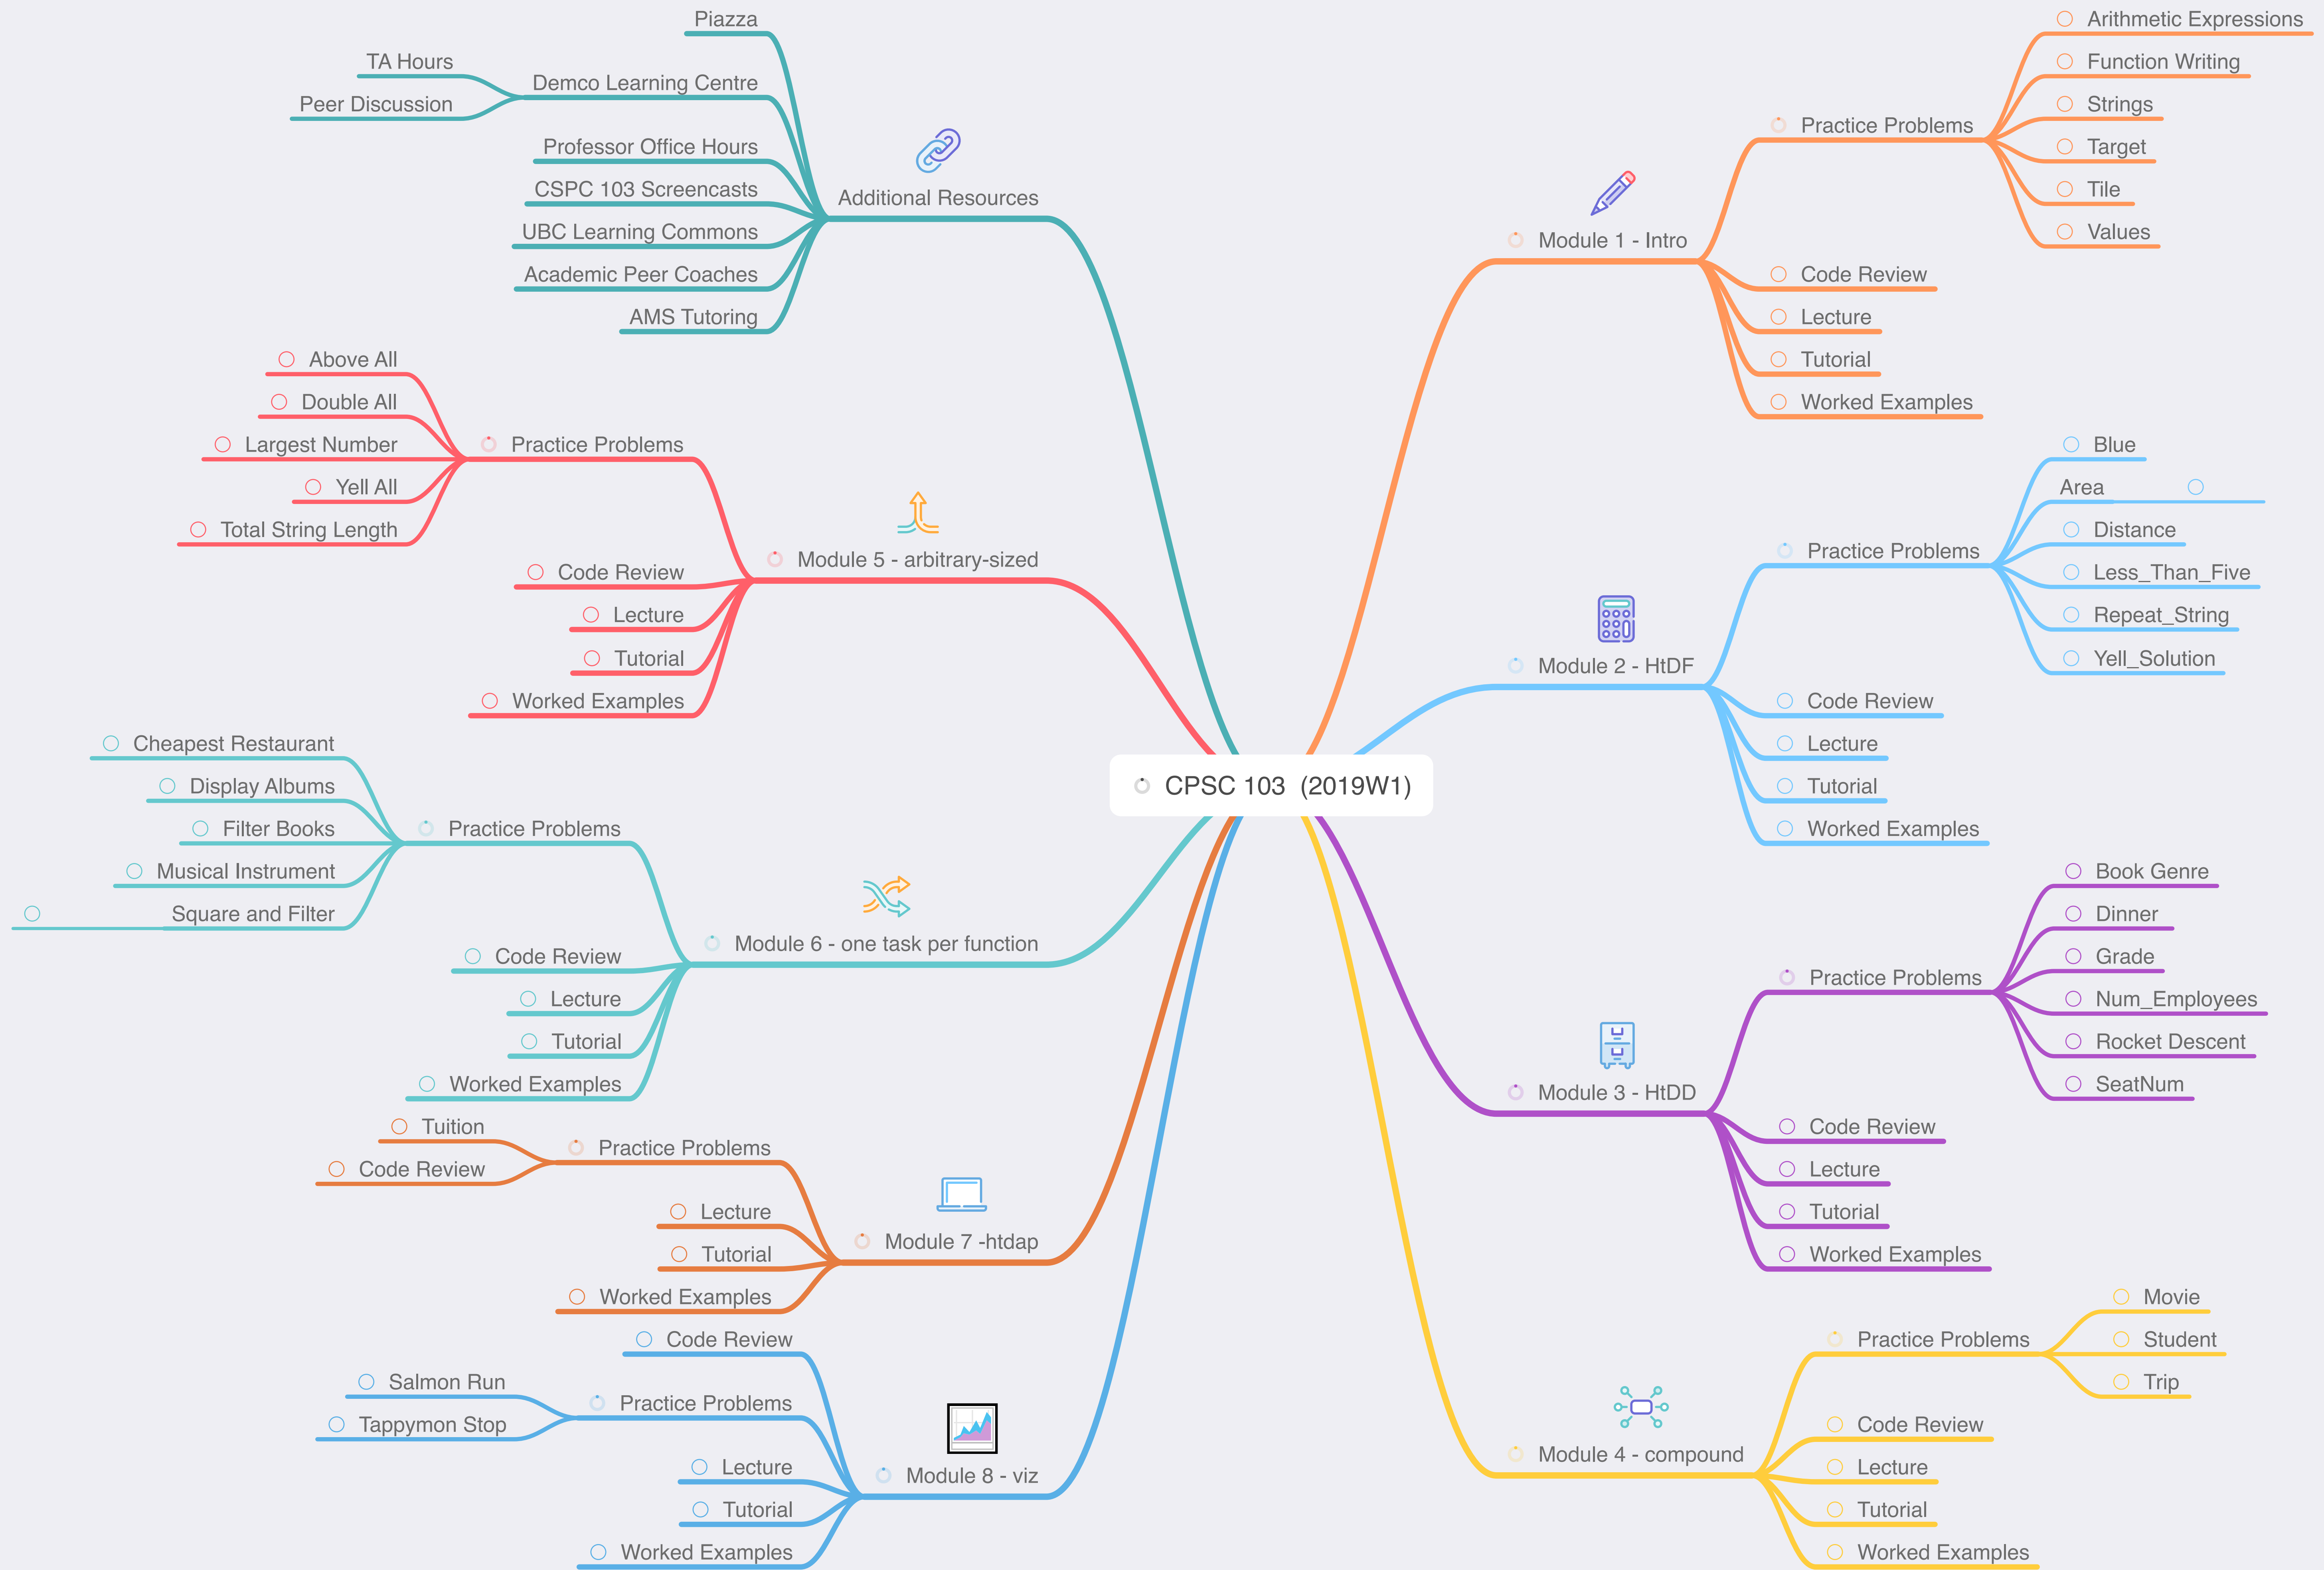 CPSC 103  (2019W1)
Module 1 - Intro
Practice Problems
Arithmetic Expressions
Function Writing
Strings
Target
Tile
Values
Code Review
Lecture
Tutorial
Worked Examples
Module 2 - HtDF
Practice Problems
Blue
Area
Distance
Less_Than_Five
Repeat_String
Yell_Solution
Code Review
Lecture
Tutorial
Worked Examples
Module 3 - HtDD
Practice Problems
Book Genre
Dinner
Grade
Num_Employees
Rocket Descent
SeatNum
Code Review
Lecture
Tutorial
Worked Examples
Module 4 - compound
Practice Problems
Movie
Student
Trip
Code Review
Lecture
Tutorial
Worked Examples
Additional Resources
Piazza
Demco Learning Centre
TA Hours
Peer Discussion
Professor Office Hours
CSPC 103 Screencasts
UBC Learning Commons
Academic Peer Coaches
AMS Tutoring
Module 5 - arbitrary-sized
Practice Problems
Above All
Double All
Largest Number
Yell All
Total String Length
Code Review
Lecture
Tutorial
Worked Examples
Module 6 - one task per function
Practice Problems
Cheapest Restaurant
Display Albums
Filter Books
Musical Instrument
Square and Filter
Code Review
Lecture
Tutorial
Worked Examples
Module 7 -htdap
Practice Problems
Tuition
Code Review
Lecture
Tutorial
Worked Examples
Module 8 - viz
Code Review
Practice Problems
Salmon Run
Tappymon Stop
Lecture
Tutorial
Worked Examples